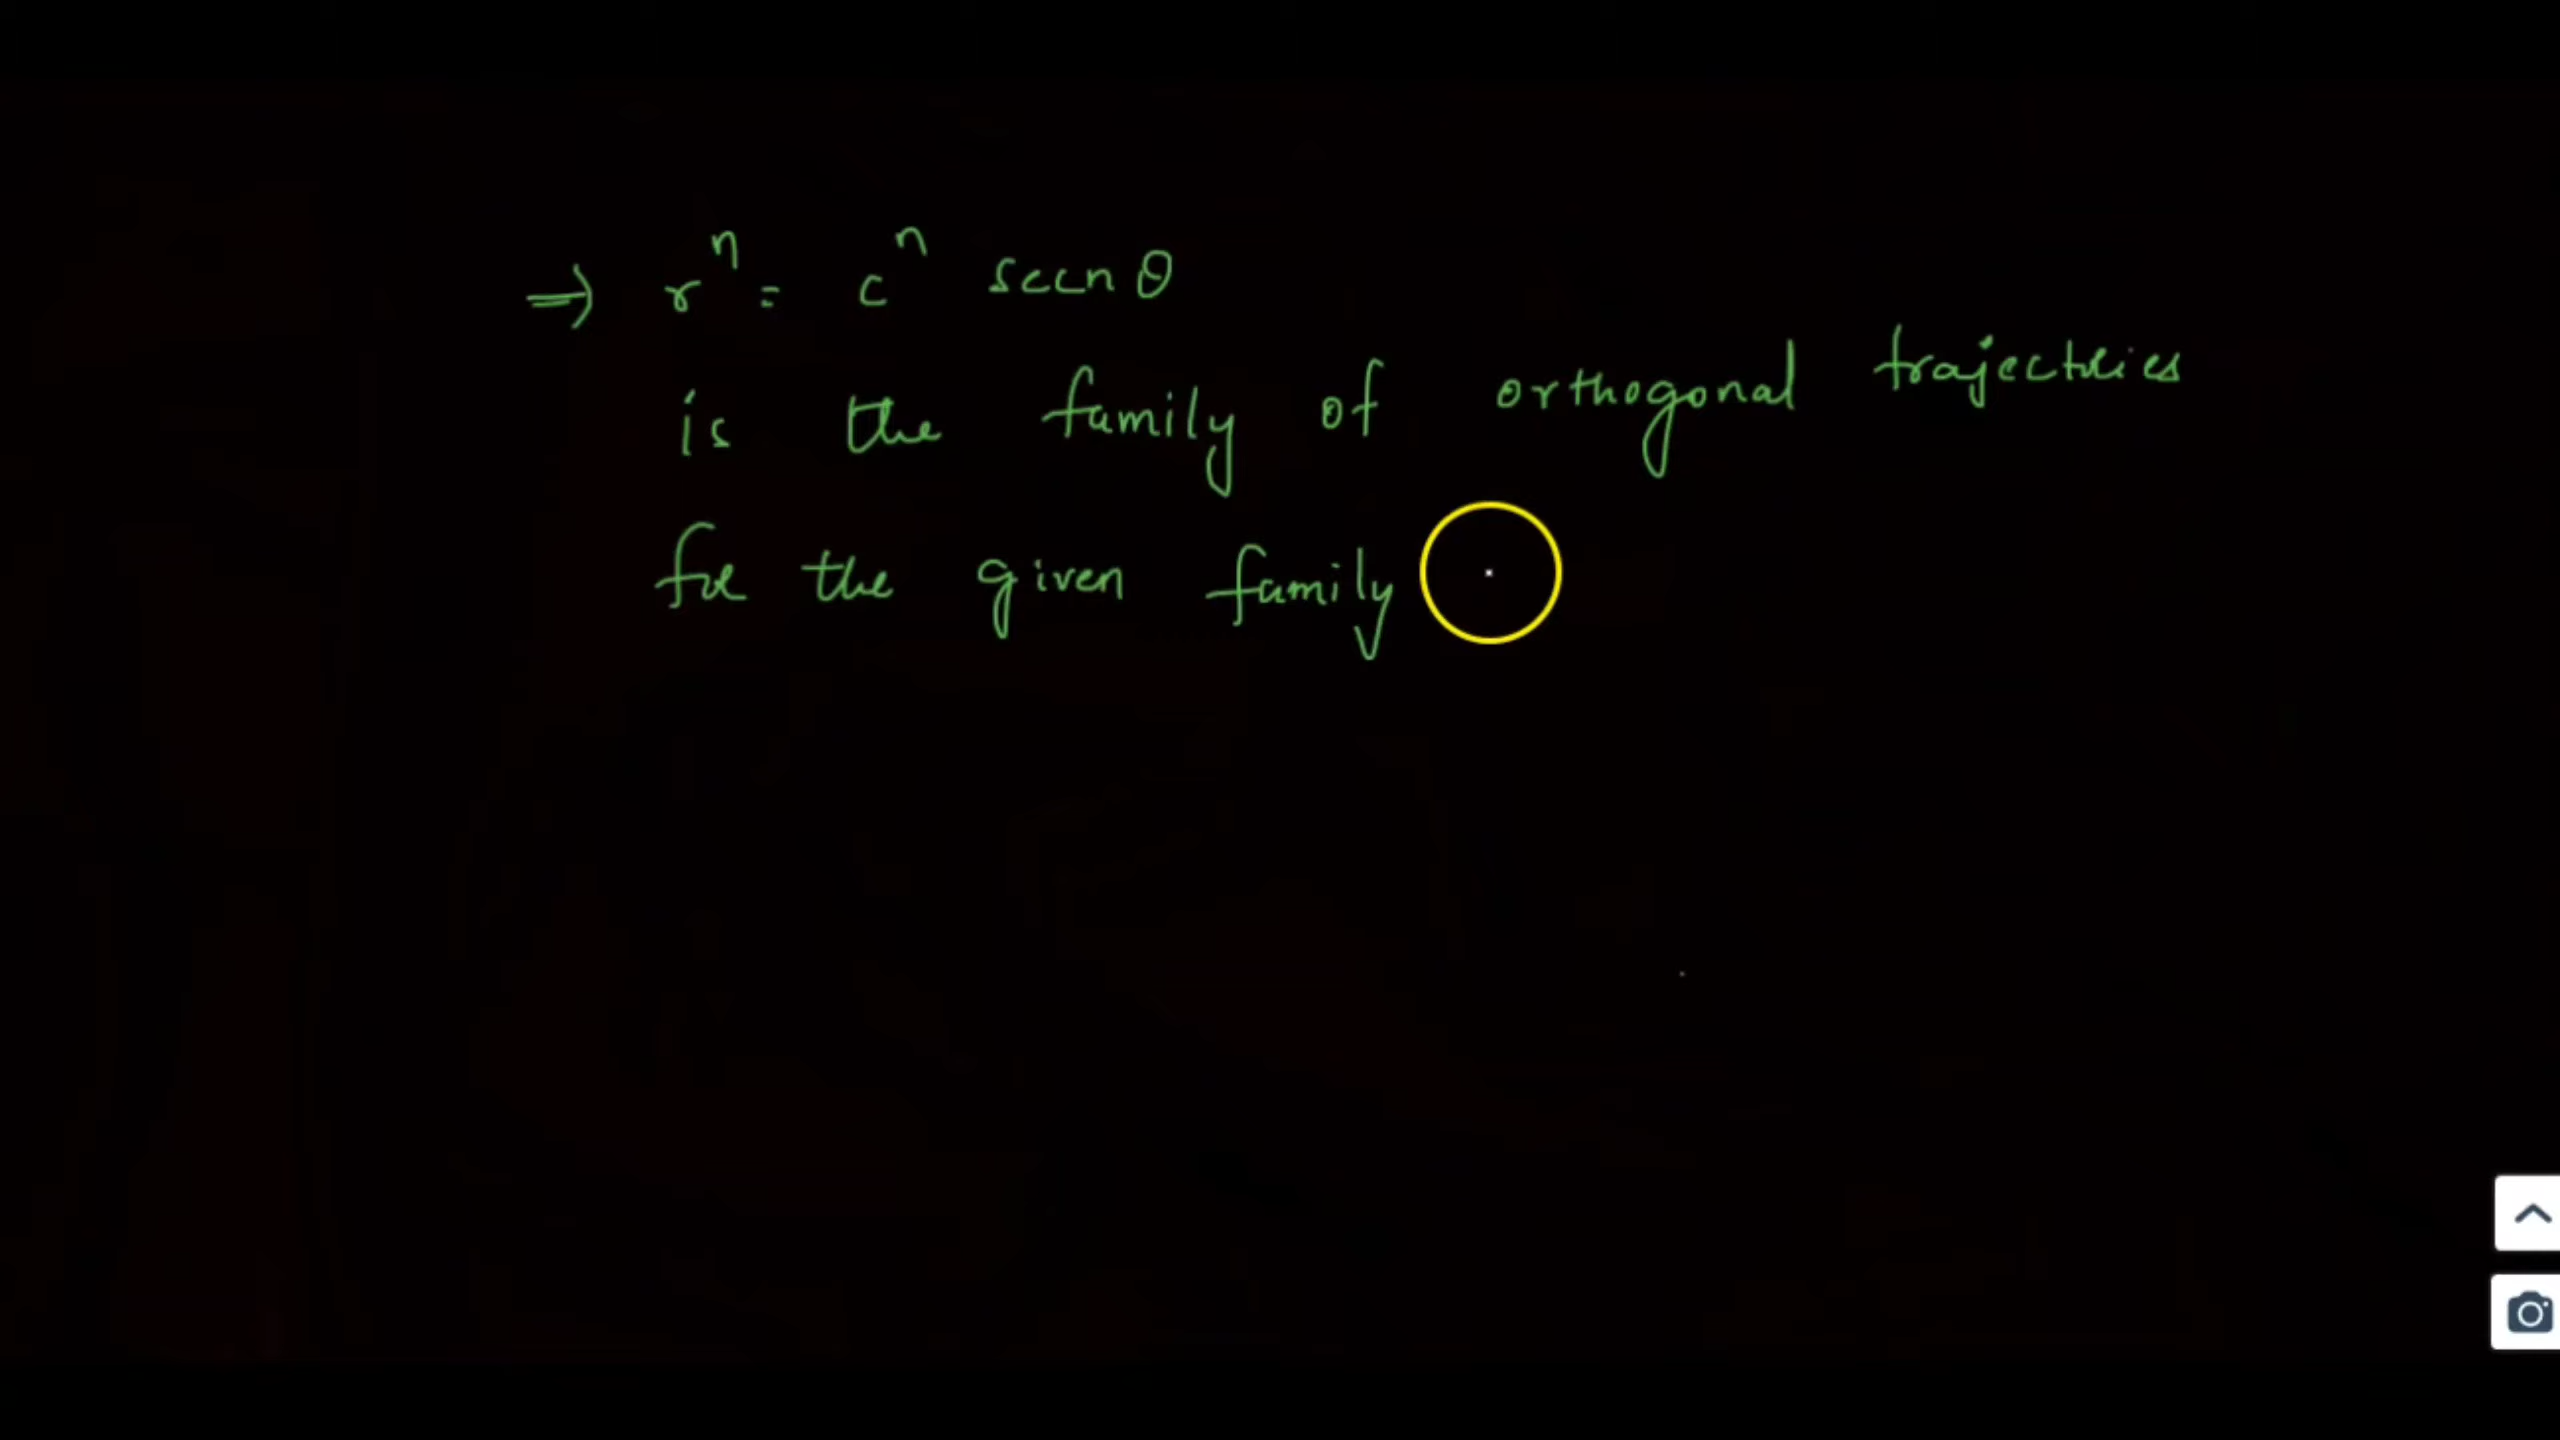 ⇒ rⁿ = cⁿ secn θ
is the family of orthogonal trajectories
for the given family